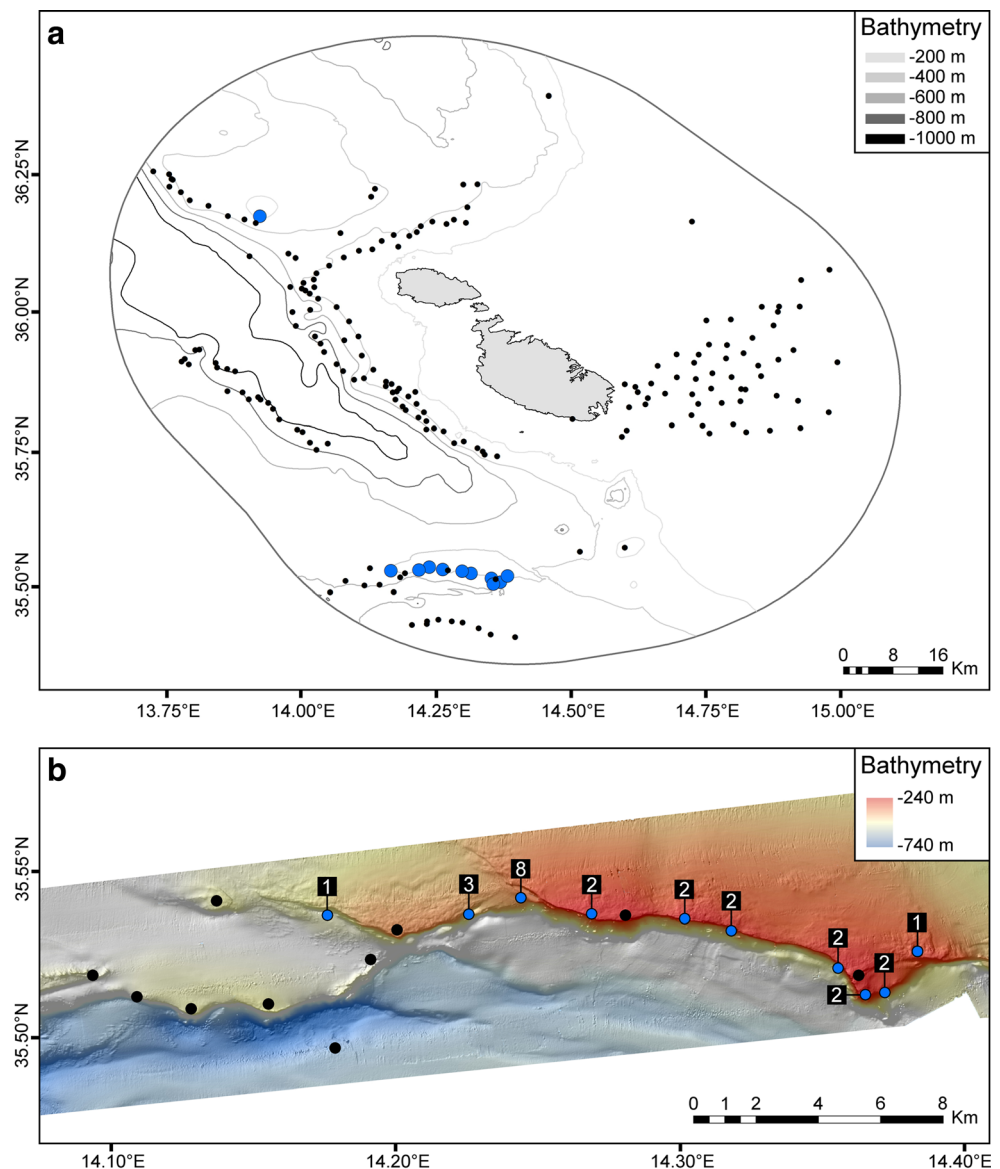 a
Bathymetry
-200 m
-400 m
-600 m
-800 m
-1000 m
36.25°N
36.00°N
35.75°N
35.50°N
0 8 16 Km
13.75°E 14.00°E 14.25°E 14.50°E 14.75°E 15.00°E
b
Bathymetry
-240 m
-740 m
35.55°N
35.50°N
1 3 8 2 2 2 2 2 2 1
0 1 2 4 6 8 Km
14.10°E 14.20°E 14.30°E 14.40°E